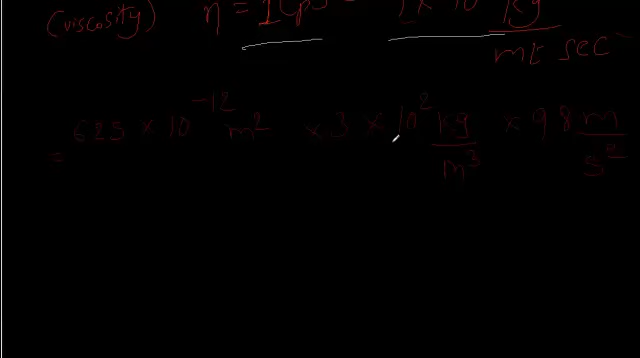 (viscosity) η = 1 CPS = 1 × 10 kg / mt sec
= 625 × 10^-12 m^2 × 3 × 10^2 kg / m^3 × 9.8 m / s^2